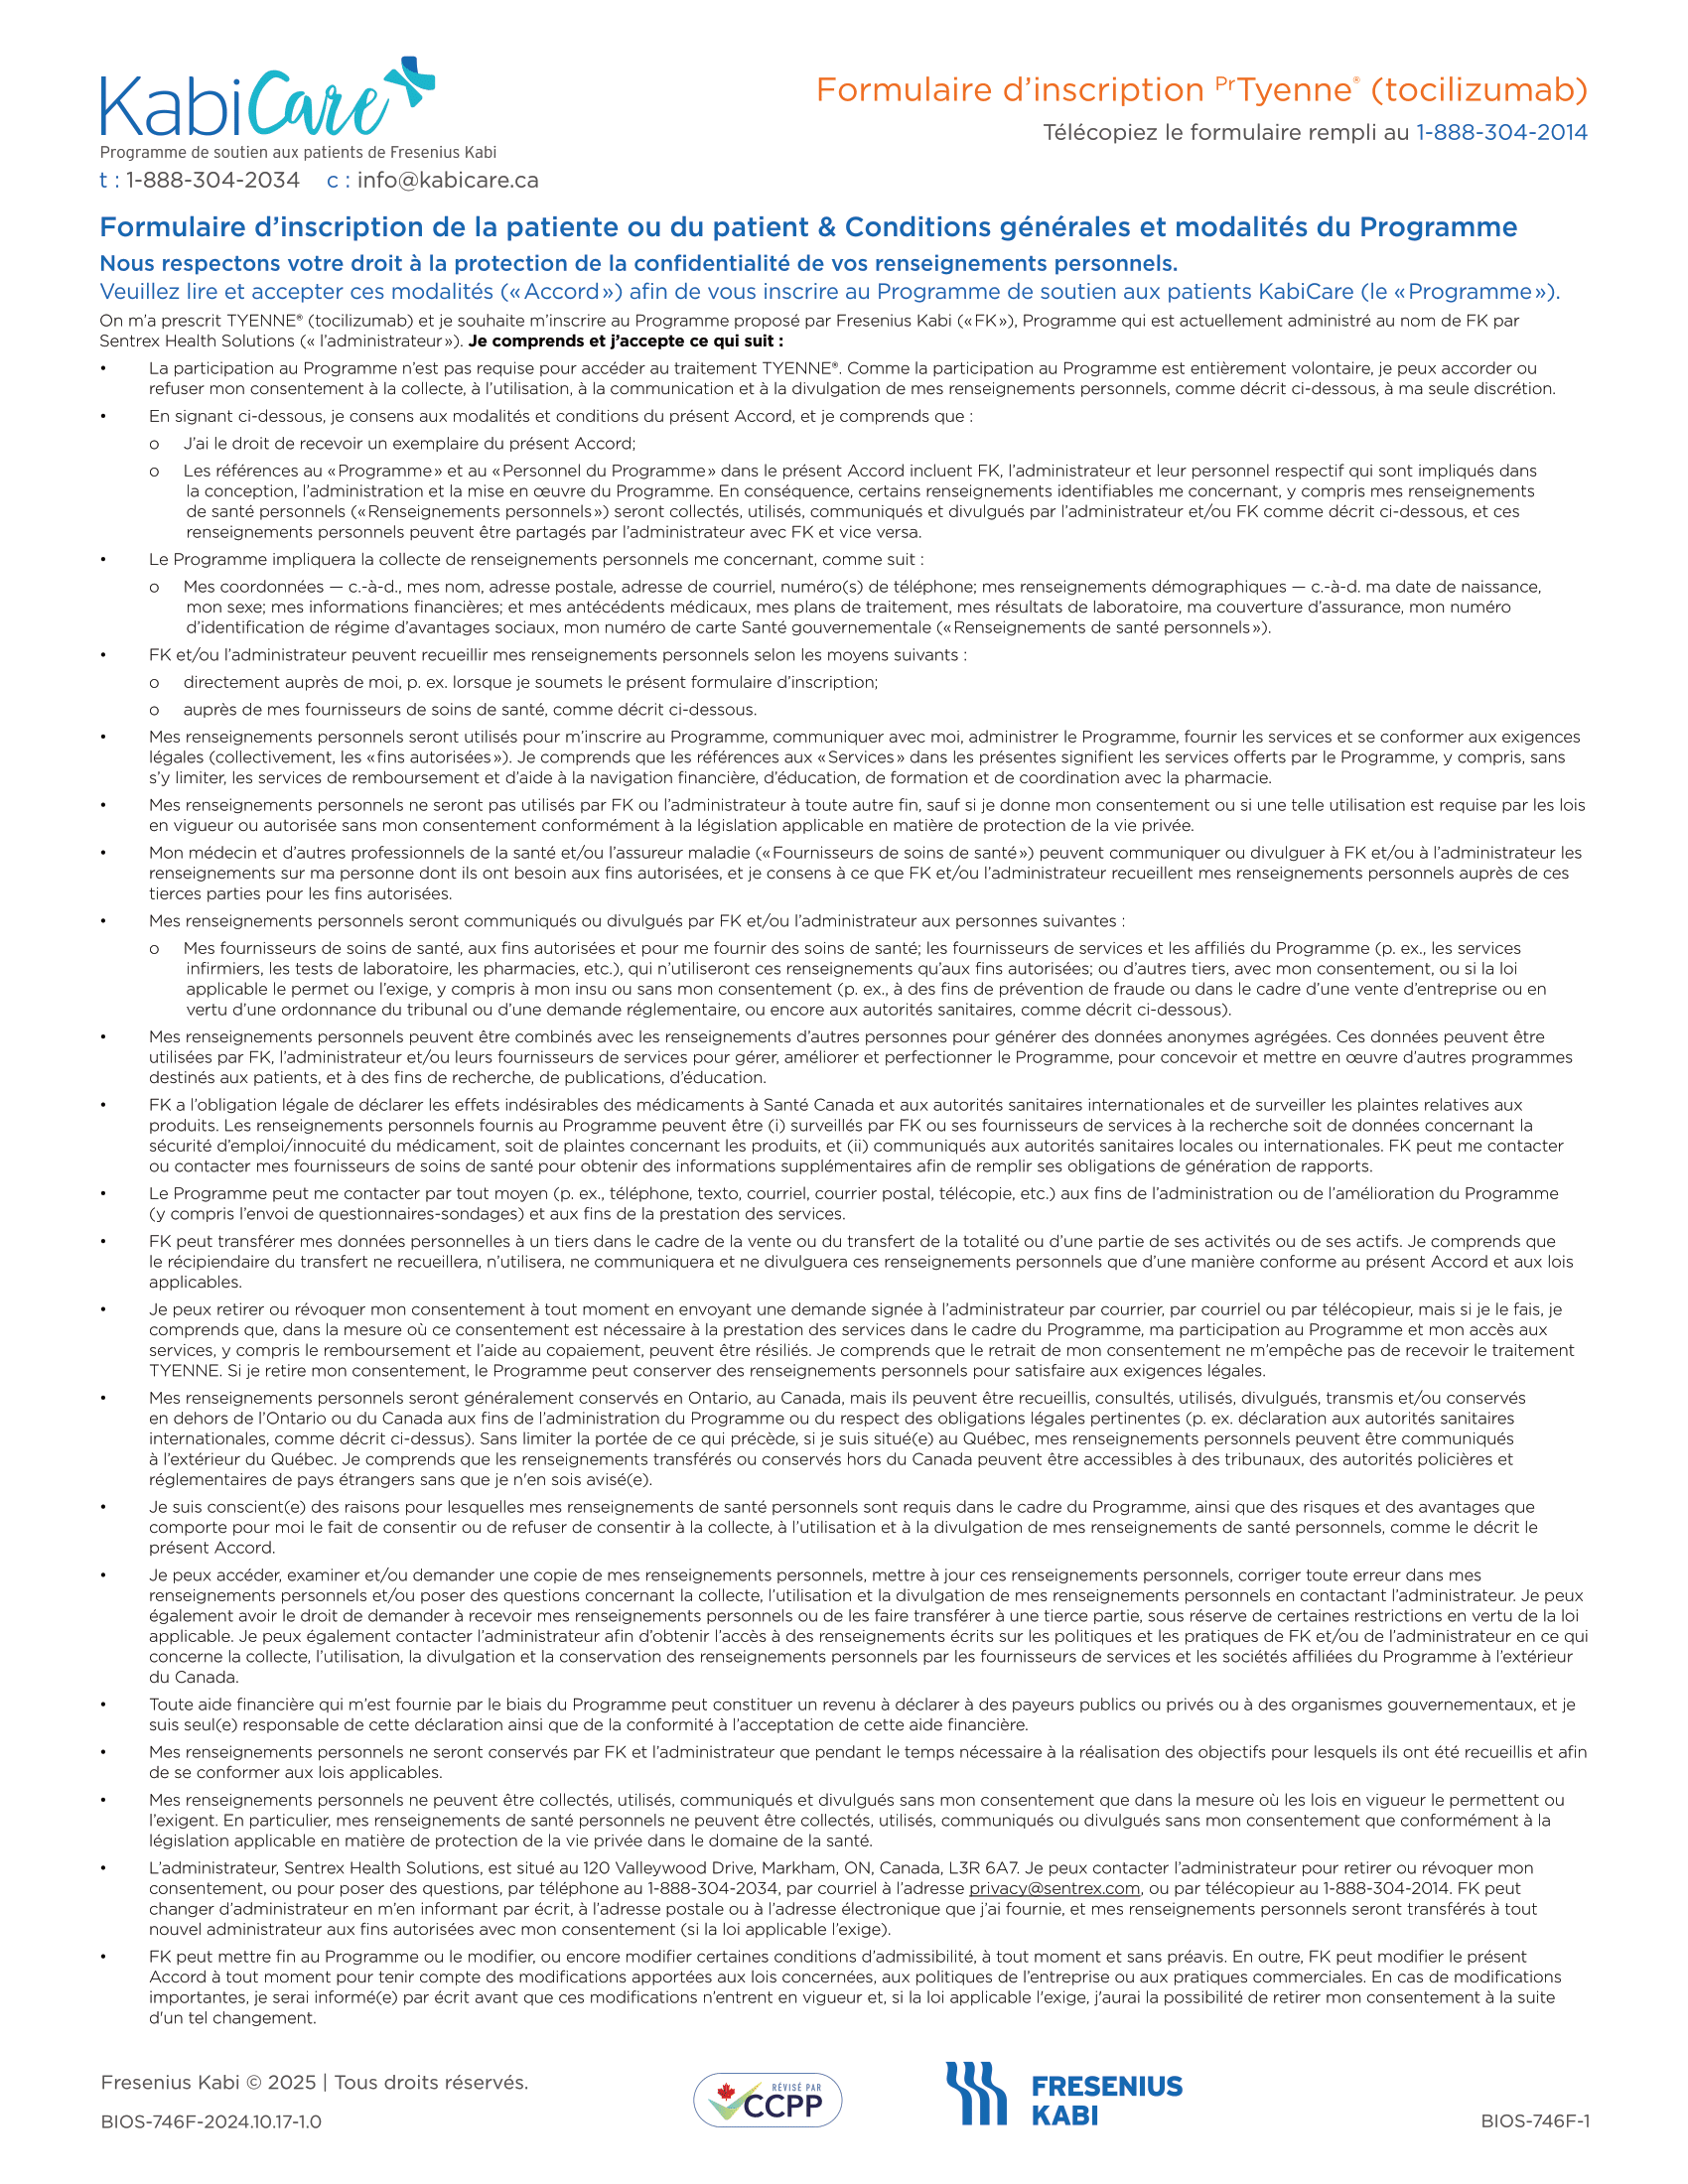 KabiCare
Programme de soutien aux patients de Fresenius Kabi
t : 1-888-304-2034 c : info@kabicare.ca
Formulaire d’inscription PrTyenne® (tocilizumab)
Télécopiez le formulaire rempli au 1-888-304-2014
Formulaire d’inscription de la patiente ou du patient & Conditions générales et modalités du Programme
Nous respectons votre droit à la protection de la confidentialité de vos renseignements personnels.
Veuillez lire et accepter ces modalités (« Accord ») afin de vous inscrire au Programme de soutien aux patients KabiCare (le « Programme »).
On m’a prescrit TYENNE® (tocilizumab) et je souhaite m’inscrire au Programme proposé par Fresenius Kabi (« FK »), Programme qui est actuellement administré au nom de FK par
Sentrex Health Solutions (« l’administrateur »). Je comprends et j’accepte ce qui suit :
• La participation au Programme n’est pas requise pour accéder au traitement TYENNE®. Comme la participation au Programme est entièrement volontaire, je peux accorder ou
refuser mon consentement à la collecte, à l’utilisation, à la communication et à la divulgation de mes renseignements personnels, comme décrit ci-dessous, à ma seule discrétion.
• En signant ci-dessous, je consens aux modalités et conditions du présent Accord, et je comprends que :
o J’ai le droit de recevoir un exemplaire du présent Accord;
o Les références au « Programme » et au « Personnel du Programme » dans le présent Accord incluent FK, l’administrateur et leur personnel respectif qui sont impliqués dans
la conception, l’administration et la mise en œuvre du Programme. En conséquence, certains renseignements identifiables me concernant, y compris mes renseignements
de santé personnels (« Renseignements personnels ») seront collectés, utilisés, communiqués et divulgués par l’administrateur et/ou FK comme décrit ci-dessous, et ces
renseignements personnels peuvent être partagés par l’administrateur avec FK et vice versa.
• Le Programme impliquera la collecte de renseignements personnels me concernant, comme suit :
o Mes coordonnées — c.-à-d., mes nom, adresse postale, adresse de courriel, numéro(s) de téléphone; mes renseignements démographiques — c.-à-d. ma date de naissance,
mon sexe; mes informations financières; et mes antécédents médicaux, mes plans de traitement, mes résultats de laboratoire, ma couverture d’assurance, mon numéro
d’identification de régime d’avantages sociaux, mon numéro de carte Santé gouvernementale (« Renseignements de santé personnels »).
• FK et/ou l’administrateur peuvent recueillir mes renseignements personnels selon les moyens suivants :
o directement auprès de moi, p. ex. lorsque je soumets le présent formulaire d’inscription;
o auprès de mes fournisseurs de soins de santé, comme décrit ci-dessous.
• Mes renseignements personnels seront utilisés pour m’inscrire au Programme, communiquer avec moi, administrer le Programme, fournir les services et se conformer aux exigences
légales (collectivement, les « fins autorisées »). Je comprends que les références aux « Services » dans les présentes signifient les services offerts par le Programme, y compris, sans
s’y limiter, les services de remboursement et d’aide à la navigation financière, d’éducation, de formation et de coordination avec la pharmacie.
• Mes renseignements personnels ne seront pas utilisés par FK ou l’administrateur à toute autre fin, sauf si je donne mon consentement ou si une telle utilisation est requise par les lois
en vigueur ou autorisée sans mon consentement conformément à la législation applicable en matière de protection de la vie privée.
• Mon médecin et d’autres professionnels de la santé et/ou l’assureur maladie (« Fournisseurs de soins de santé ») peuvent communiquer ou divulguer à FK et/ou à l’administrateur les
renseignements sur ma personne dont ils ont besoin aux fins autorisées, et je consens à ce que FK et/ou l’administrateur recueillent mes renseignements personnels auprès de ces
tierces parties pour les fins autorisées.
• Mes renseignements personnels seront communiqués ou divulgués par FK et/ou l’administrateur aux personnes suivantes :
o Mes fournisseurs de soins de santé, aux fins autorisées et pour me fournir des soins de santé; les fournisseurs de services et les affiliés du Programme (p. ex., les services
infirmiers, les tests de laboratoire, les pharmacies, etc.), qui n’utiliseront ces renseignements qu’aux fins autorisées; ou d’autres tiers, avec mon consentement, ou si la loi
applicable le permet ou l’exige, y compris à mon insu ou sans mon consentement (p. ex., à des fins de prévention de fraude ou dans le cadre d’une vente d’entreprise ou en
vertu d’une ordonnance du tribunal ou d’une demande réglementaire, ou encore aux autorités sanitaires, comme décrit ci-dessous).
• Mes renseignements personnels peuvent être combinés avec les renseignements d’autres personnes pour générer des données anonymes agrégées. Ces données peuvent être
utilisées par FK, l’administrateur et/ou leurs fournisseurs de services pour gérer, améliorer et perfectionner le Programme, pour concevoir et mettre en œuvre d’autres programmes
destinés aux patients, et à des fins de recherche, de publications, d’éducation.
• FK a l’obligation légale de déclarer les effets indésirables des médicaments à Santé Canada et aux autorités sanitaires internationales et de surveiller les plaintes relatives aux
produits. Les renseignements personnels fournis au Programme peuvent être (i) surveillés par FK ou ses fournisseurs de services à la recherche soit de données concernant la
sécurité d’emploi/innocuité du médicament, soit de plaintes concernant les produits, et (ii) communiqués aux autorités sanitaires locales ou internationales. FK peut me contacter
ou contacter mes fournisseurs de soins de santé pour obtenir des informations supplémentaires afin de remplir ses obligations de génération de rapports.
• Le Programme peut me contacter par tout moyen (p. ex., téléphone, texto, courriel, courrier postal, télécopie, etc.) aux fins de l’administration ou de l’amélioration du Programme
(y compris l’envoi de questionnaires-sondages) et aux fins de la prestation des services.
• FK peut transférer mes données personnelles à un tiers dans le cadre de la vente ou du transfert de la totalité ou d’une partie de ses activités ou de ses actifs. Je comprends que
le récipiendaire du transfert ne recueillera, n’utilisera, ne communiquera et ne divulguera ces renseignements personnels que d’une manière conforme au présent Accord et aux lois
applicables.
• Je peux retirer ou révoquer mon consentement à tout moment en envoyant une demande signée à l’administrateur par courrier, par courriel ou par télécopieur, mais si je le fais, je
comprends que, dans la mesure où ce consentement est nécessaire à la prestation des services dans le cadre du Programme, ma participation au Programme et mon accès aux
services, y compris le remboursement et l’aide au copaiement, peuvent être résiliés. Je comprends que le retrait de mon consentement ne m’empêche pas de recevoir le traitement
TYENNE. Si je retire mon consentement, le Programme peut conserver des renseignements personnels pour satisfaire aux exigences légales.
• Mes renseignements personnels seront généralement conservés en Ontario, au Canada, mais ils peuvent être recueillis, consultés, utilisés, divulgués, transmis et/ou conservés
en dehors de l’Ontario ou du Canada aux fins de l’administration du Programme ou du respect des obligations légales pertinentes (p. ex. déclaration aux autorités sanitaires
internationales, comme décrit ci-dessus). Sans limiter la portée de ce qui précède, si je suis situé(e) au Québec, mes renseignements personnels peuvent être communiqués
à l’extérieur du Québec. Je comprends que les renseignements transférés ou conservés hors du Canada peuvent être accessibles à des tribunaux, des autorités policières et
réglementaires de pays étrangers sans que je n'en sois avisé(e).
• Je suis conscient(e) des raisons pour lesquelles mes renseignements de santé personnels sont requis dans le cadre du Programme, ainsi que des risques et des avantages que
comporte pour moi le fait de consentir ou de refuser de consentir à la collecte, à l’utilisation et à la divulgation de mes renseignements de santé personnels, comme le décrit le
présent Accord.
• Je peux accéder, examiner et/ou demander une copie de mes renseignements personnels, mettre à jour ces renseignements personnels, corriger toute erreur dans mes
renseignements personnels et/ou poser des questions concernant la collecte, l’utilisation et la divulgation de mes renseignements personnels en contactant l’administrateur. Je peux
également avoir le droit de demander à recevoir mes renseignements personnels ou de les faire transférer à une tierce partie, sous réserve de certaines restrictions en vertu de la loi
applicable. Je peux également contacter l’administrateur afin d’obtenir l’accès à des renseignements écrits sur les politiques et les pratiques de FK et/ou de l’administrateur en ce qui
concerne la collecte, l’utilisation, la divulgation et la conservation des renseignements personnels par les fournisseurs de services et les sociétés affiliées du Programme à l’extérieur
du Canada.
• Toute aide financière qui m’est fournie par le biais du Programme peut constituer un revenu à déclarer à des payeurs publics ou privés ou à des organismes gouvernementaux, et je
suis seul(e) responsable de cette déclaration ainsi que de la conformité à l’acceptation de cette aide financière.
• Mes renseignements personnels ne seront conservés par FK et l’administrateur que pendant le temps nécessaire à la réalisation des objectifs pour lesquels ils ont été recueillis et afin
de se conformer aux lois applicables.
• Mes renseignements personnels ne peuvent être collectés, utilisés, communiqués et divulgués sans mon consentement que dans la mesure où les lois en vigueur le permettent ou
l’exigent. En particulier, mes renseignements de santé personnels ne peuvent être collectés, utilisés, communiqués ou divulgués sans mon consentement que conformément à la
législation applicable en matière de protection de la vie privée dans le domaine de la santé.
• L’administrateur, Sentrex Health Solutions, est situé au 120 Valleywood Drive, Markham, ON, Canada, L3R 6A7. Je peux contacter l’administrateur pour retirer ou révoquer mon
consentement, ou pour poser des questions, par téléphone au 1-888-304-2034, par courriel à l’adresse privacy@sentrex.com, ou par télécopieur au 1-888-304-2014. FK peut
changer d’administrateur en m’en informant par écrit, à l’adresse postale ou à l’adresse électronique que j’ai fournie, et mes renseignements personnels seront transférés à tout
nouvel administrateur aux fins autorisées avec mon consentement (si la loi applicable l’exige).
• FK peut mettre fin au Programme ou le modifier, ou encore modifier certaines conditions d’admissibilité, à tout moment et sans préavis. En outre, FK peut modifier le présent
Accord à tout moment pour tenir compte des modifications apportées aux lois concernées, aux politiques de l’entreprise ou aux pratiques commerciales. En cas de modifications
importantes, je serai informé(e) par écrit avant que ces modifications n’entrent en vigueur et, si la loi applicable l'exige, j'aurai la possibilité de retirer mon consentement à la suite
d'un tel changement.
Fresenius Kabi © 2025 | Tous droits réservés.
BIOS-746F-2024.10.17-1.0
RÉVISÉ PAR
CCPP
FRESENIUS
KABI
BIOS-746F-1